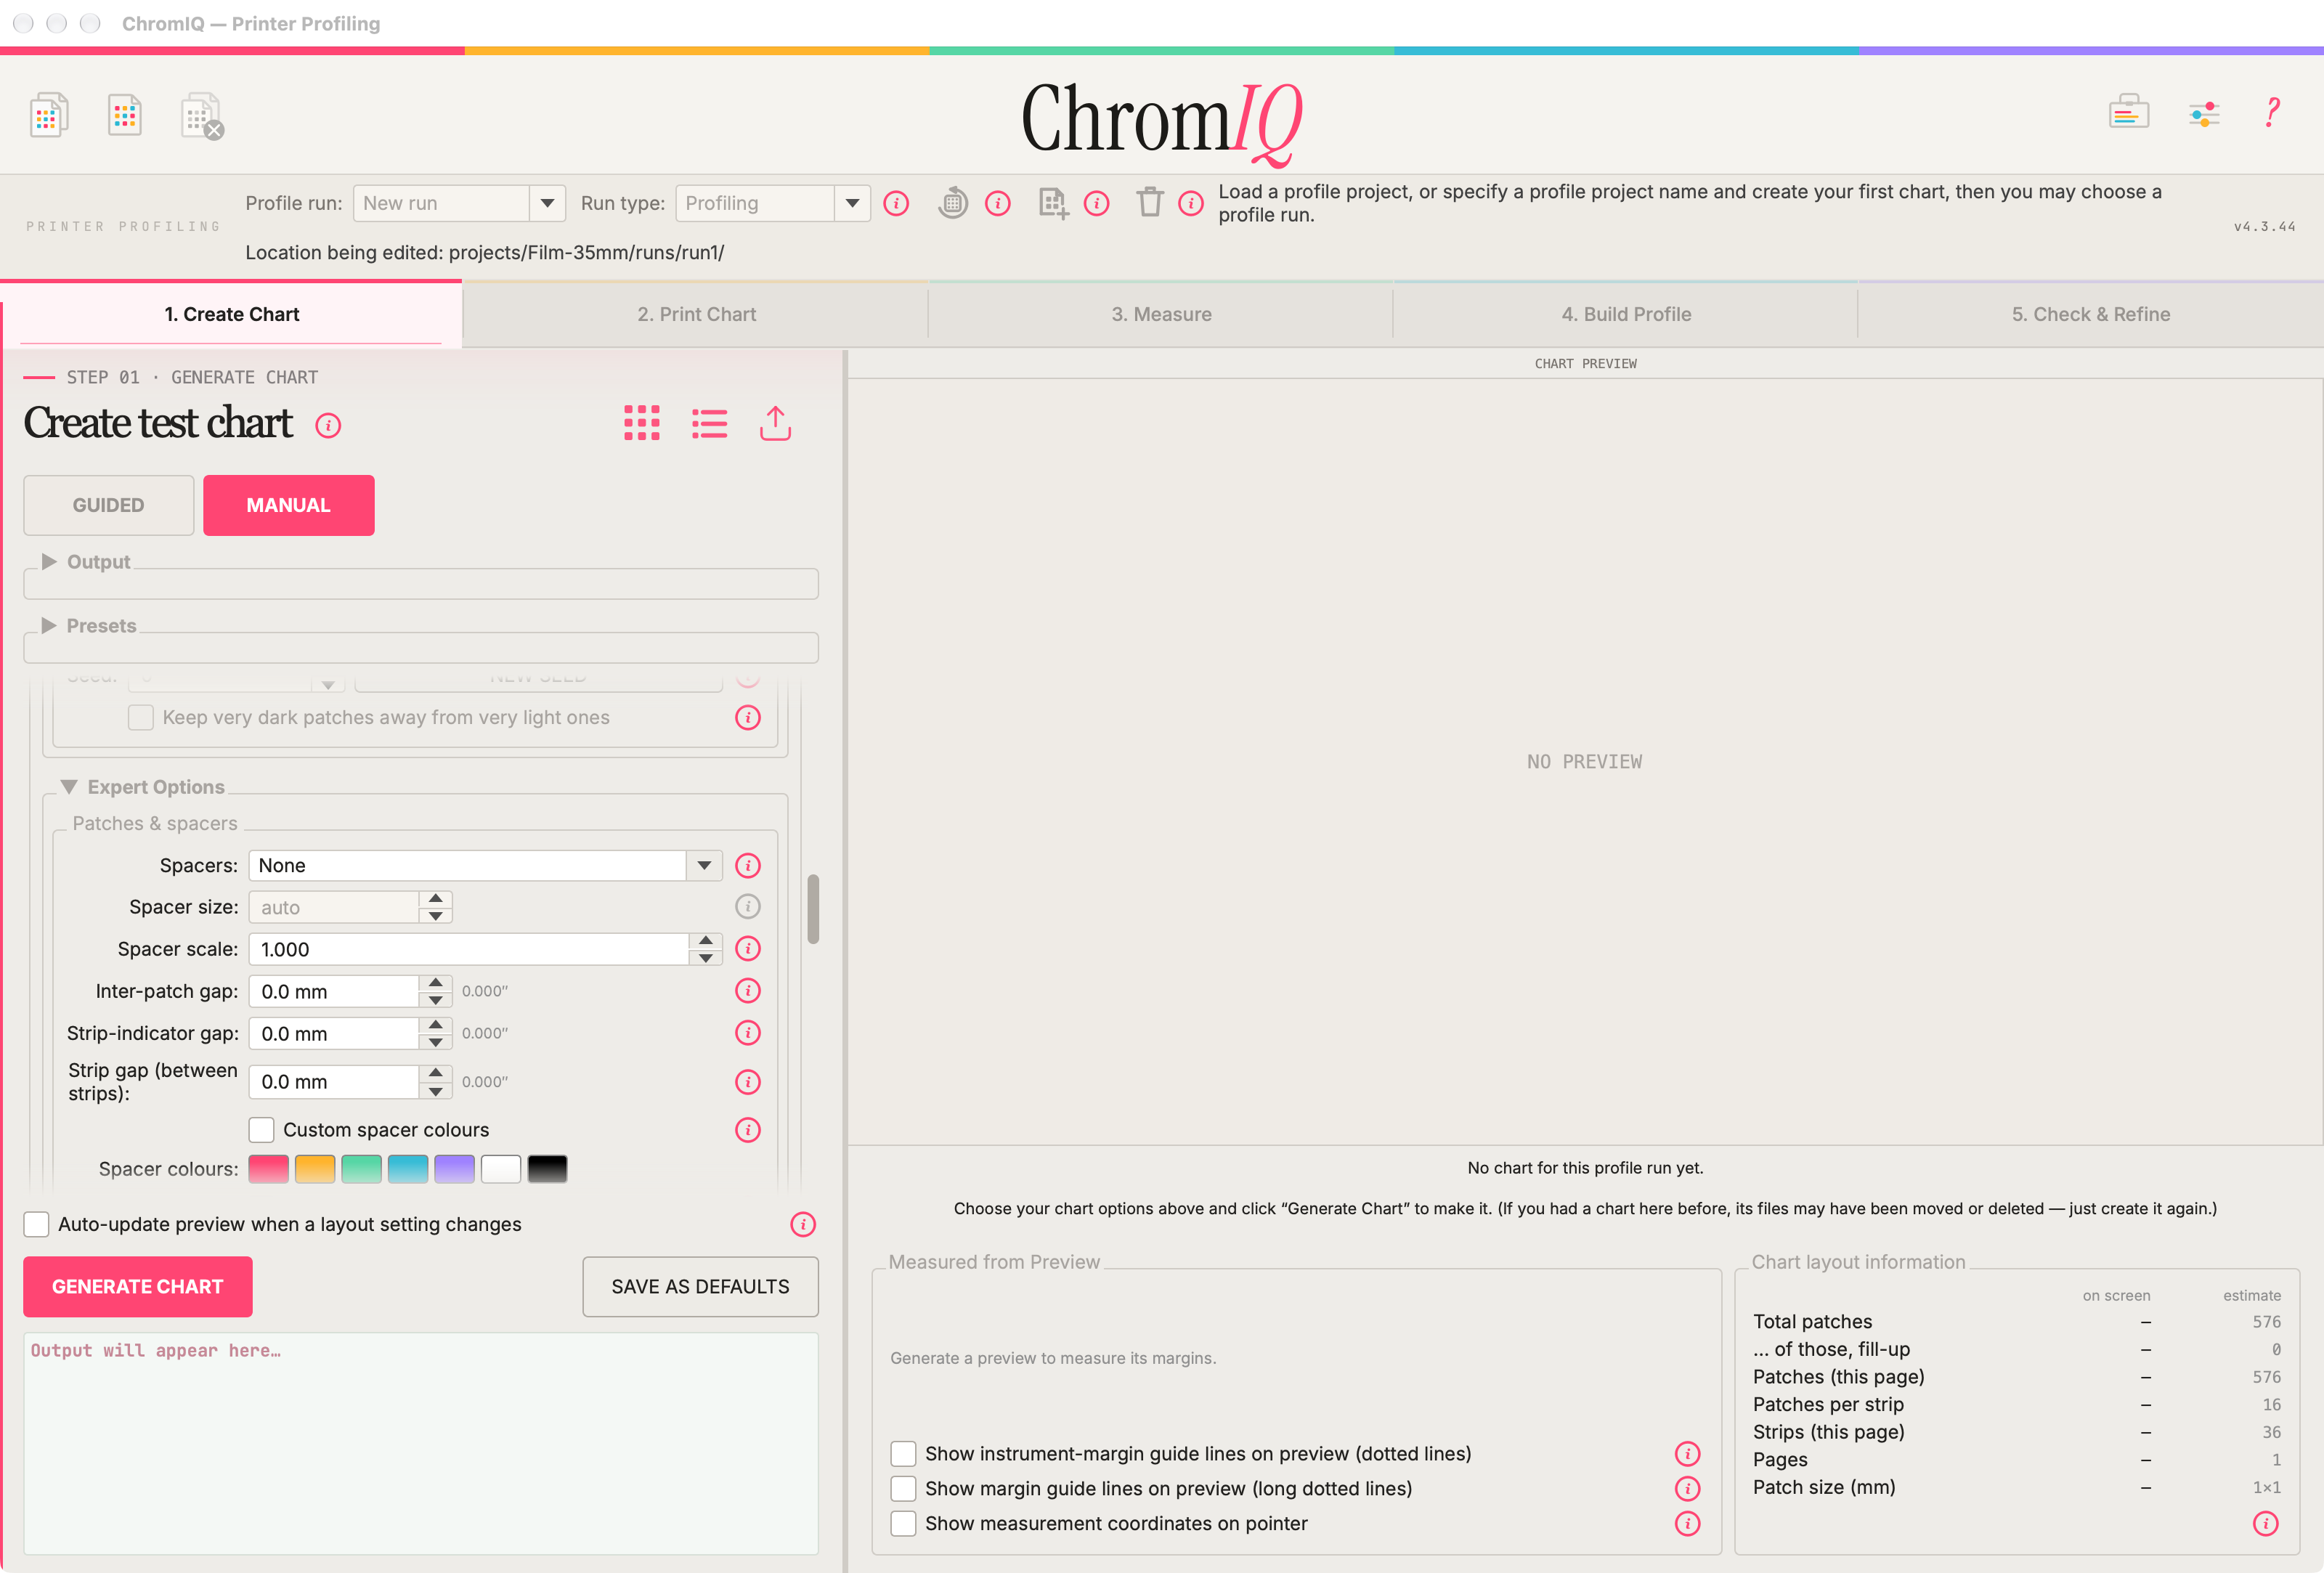 ChromIQ — Printer Profiling
ChromIQ
?
PRINTER PROFILING
Profile run:
New run
Run type:
Profiling
Load a profile project, or specify a profile project name and create your first chart, then you may choose a
profile run.
v4.3.44
Location being edited: projects/Film-35mm/runs/run1/
1. Create Chart
2. Print Chart
3. Measure
4. Build Profile
5. Check & Refine
STEP 01 · GENERATE CHART
Create test chart
GUIDED
MANUAL
Output
Presets
Seed:
NEW SEED
Keep very dark patches away from very light ones
Expert Options
Patches & spacers
Spacers:
None
Spacer size:
auto
Spacer scale:
1.000
Inter-patch gap:
0.0 mm
0.000″
Strip-indicator gap:
0.0 mm
0.000″
Strip gap (between
strips):
0.0 mm
0.000″
Custom spacer colours
Spacer colours:
Auto-update preview when a layout setting changes
GENERATE CHART
SAVE AS DEFAULTS
Output will appear here…
CHART PREVIEW
NO PREVIEW
No chart for this profile run yet.
Choose your chart options above and click “Generate Chart” to make it. (If you had a chart here before, its files may have been moved or deleted — just create it again.)
Measured from Preview
Generate a preview to measure its margins.
Show instrument-margin guide lines on preview (dotted lines)
Show margin guide lines on preview (long dotted lines)
Show measurement coordinates on pointer
Chart layout information
on screen
estimate
Total patches – 576
... of those, fill-up – 0
Patches (this page) – 576
Patches per strip – 16
Strips (this page) – 36
Pages – 1
Patch size (mm) – 1×1